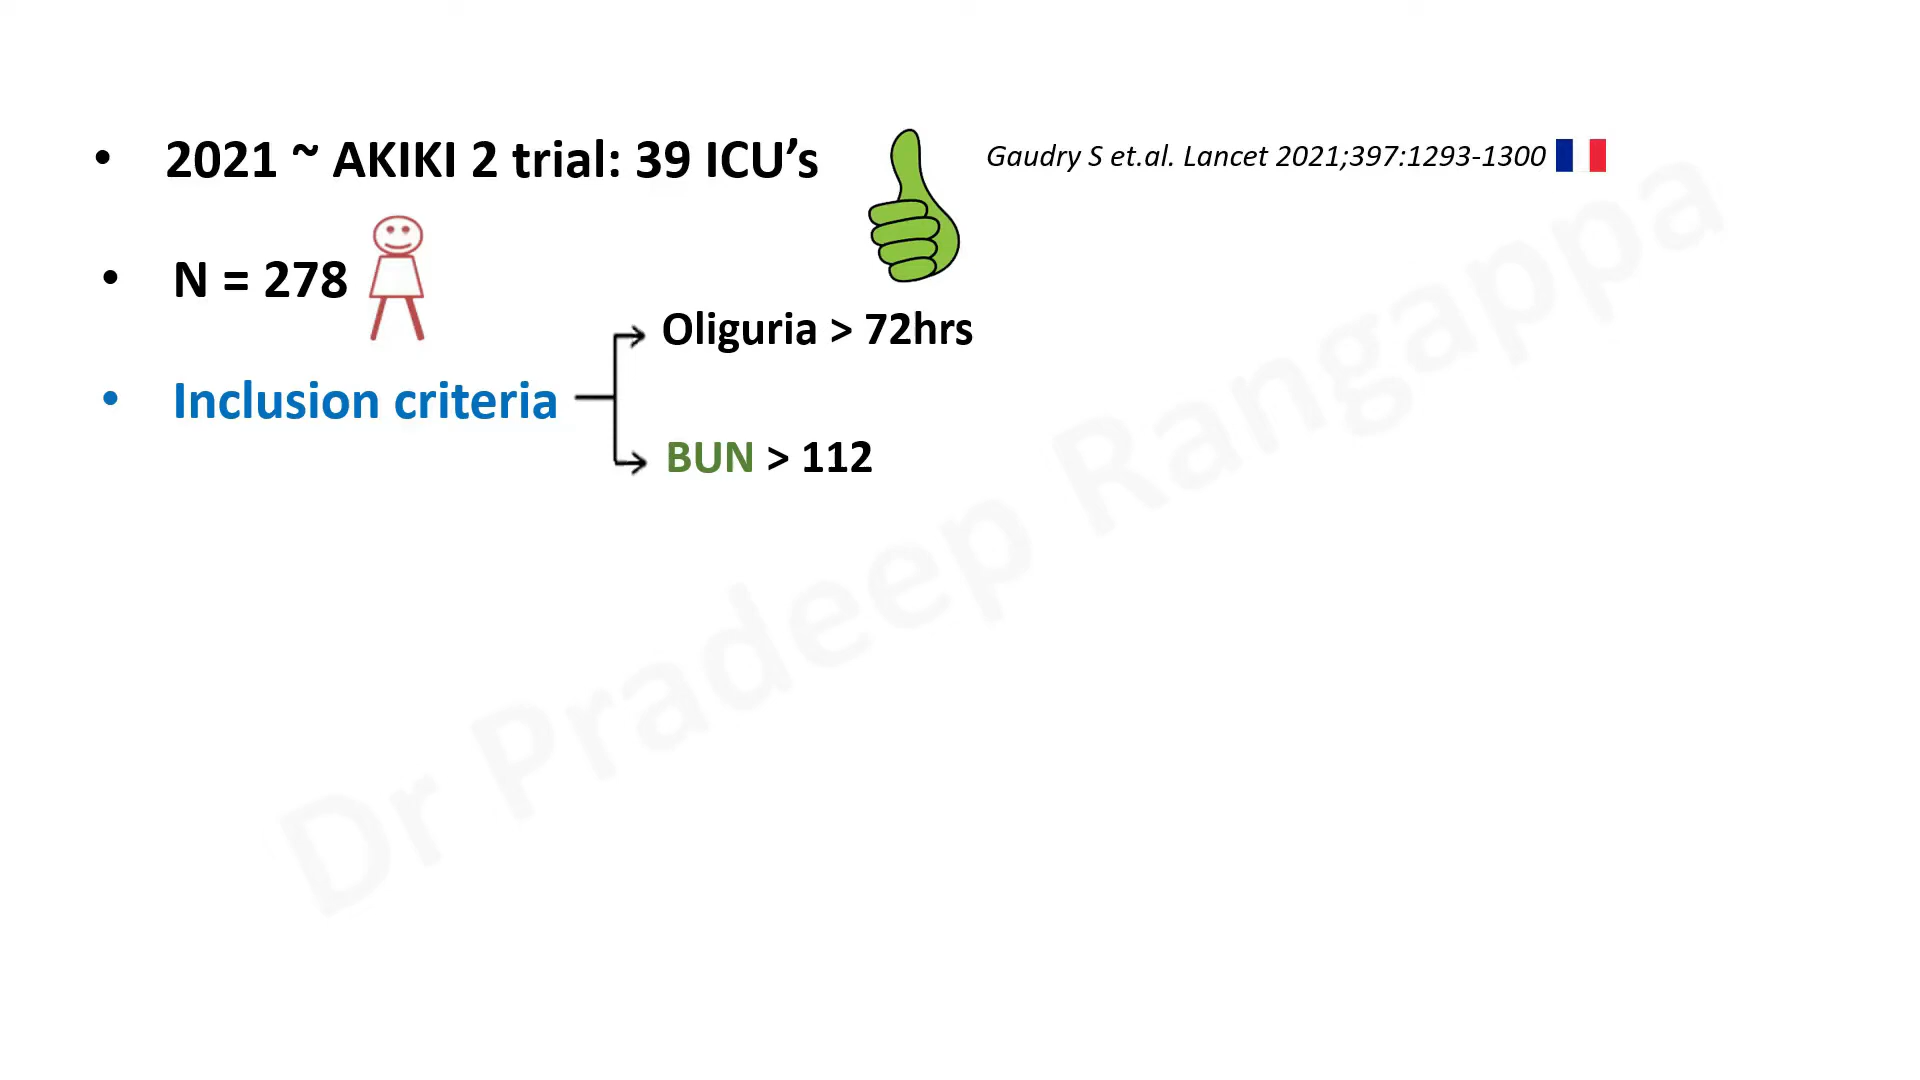 • 2021 ~ AKIKI 2 trial: 39 ICU’s
Gaudry S et.al. Lancet 2021;397:1293-1300
• N = 278
Oliguria > 72hrs
• Inclusion criteria
BUN > 112
Dr Pradeep Rangappa